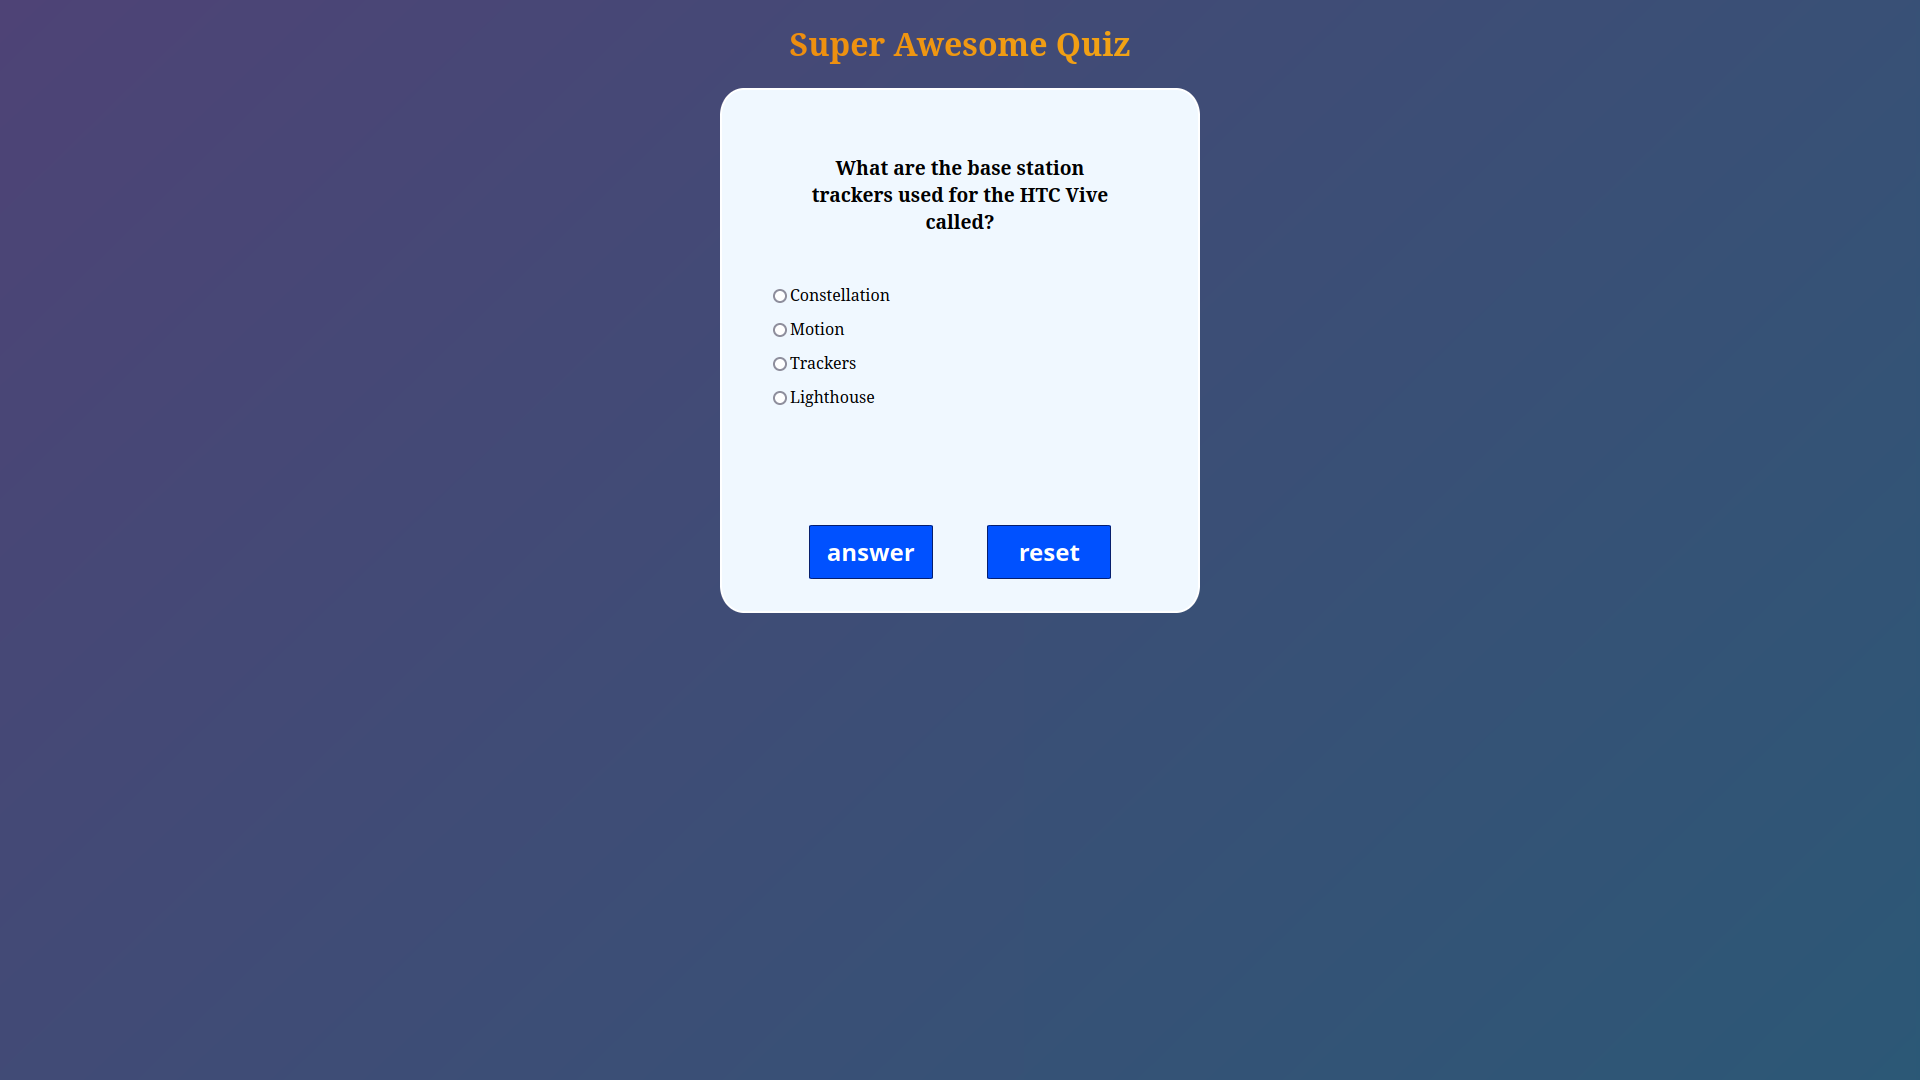 Super Awesome Quiz
What are the base station
trackers used for the HTC Vive
called?
Constellation
Motion
Trackers
Lighthouse
answer reset